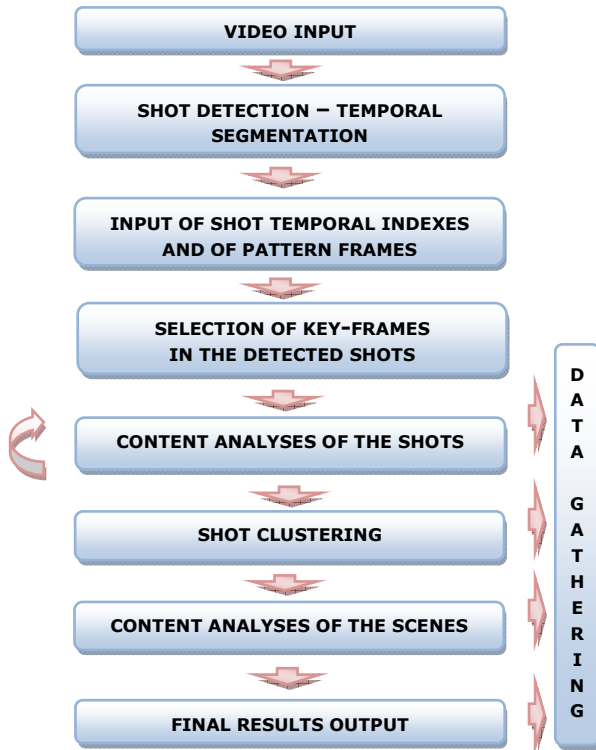 VIDEO INPUT
SHOT DETECTION – TEMPORAL
SEGMENTATION
INPUT OF SHOT TEMPORAL INDEXES
AND OF PATTERN FRAMES
SELECTION OF KEY-FRAMES
IN THE DETECTED SHOTS
CONTENT ANALYSES OF THE SHOTS
SHOT CLUSTERING
CONTENT ANALYSES OF THE SCENES
FINAL RESULTS OUTPUT
DATA GATHERING